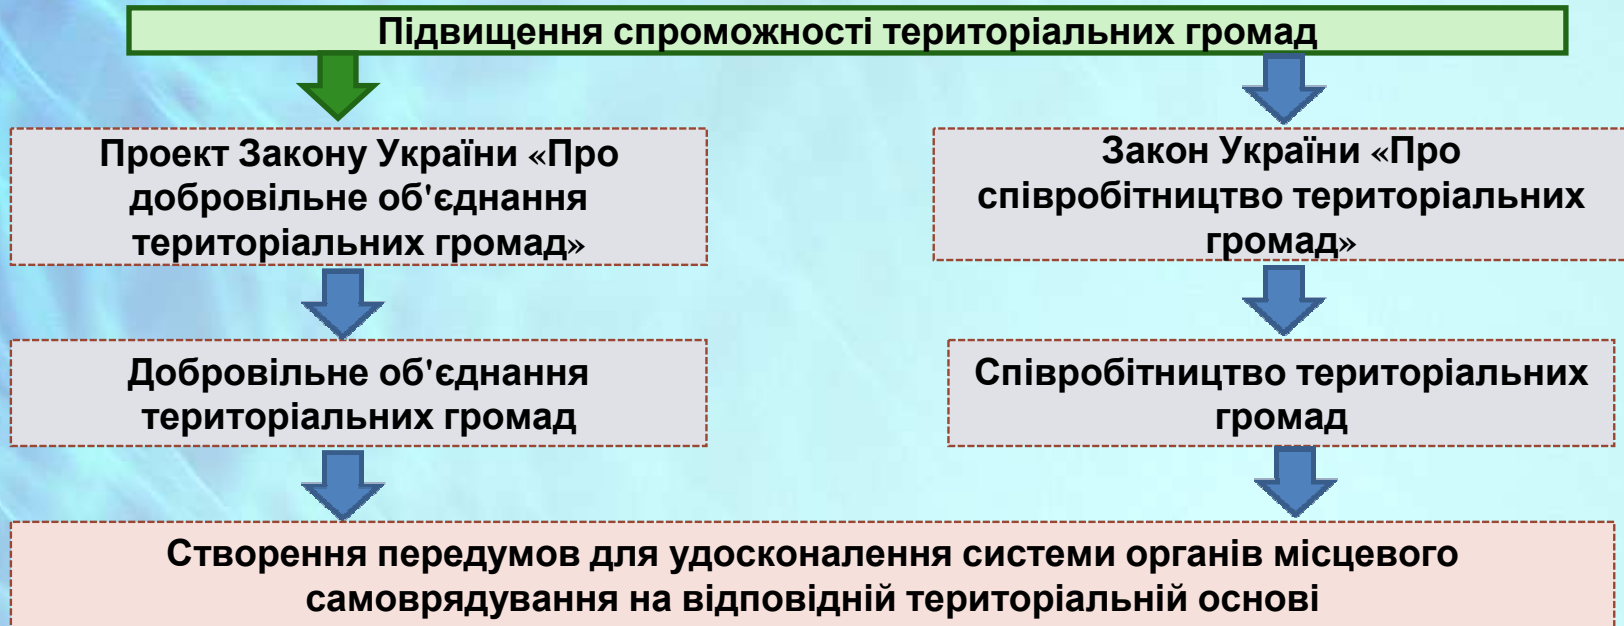 Підвищення спроможності територіальних громад
Проект Закону України «Про
добровільне об'єднання
територіальних громад»
Закон України «Про
співробітництво територіальних
громад»
Добровільне об'єднання
територіальних громад
Співробітництво територіальних
громад
Створення передумов для удосконалення системи органів місцевого
самоврядування на відповідній територіальній основі